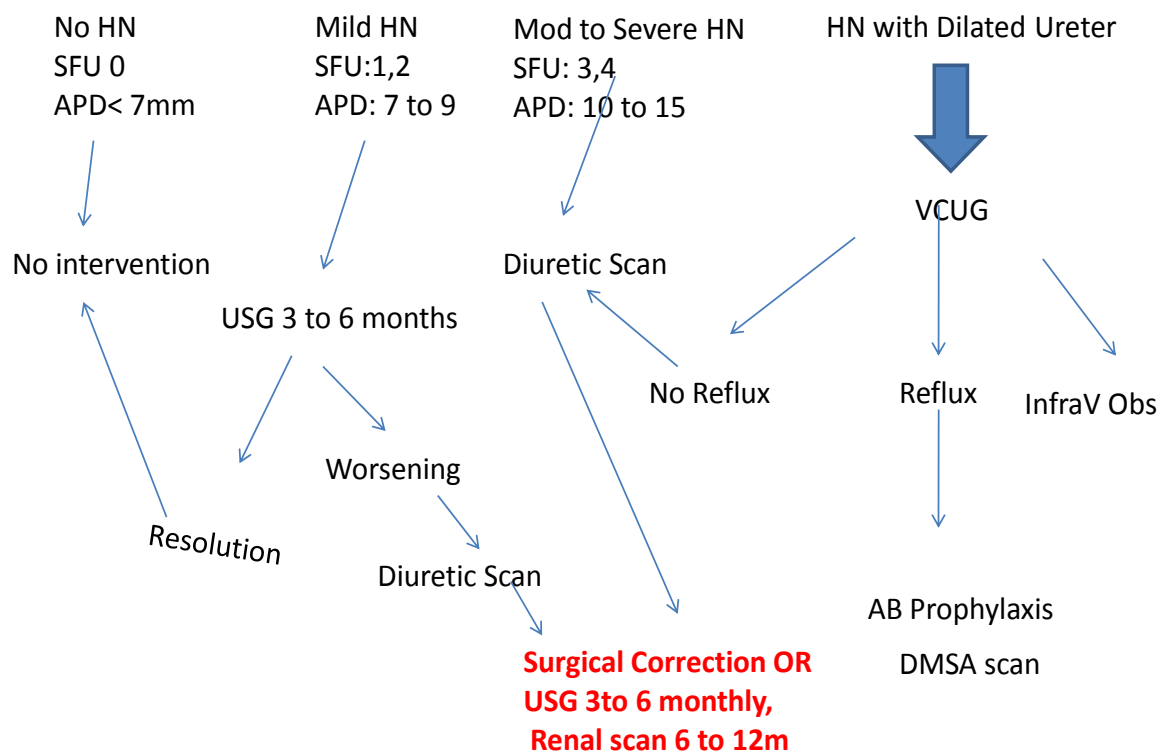 No HN
SFU 0
APD< 7mm
Mild HN
SFU:1,2
APD: 7 to 9
Mod to Severe HN
SFU: 3,4
APD: 10 to 15
HN with Dilated Ureter
VCUG
No intervention
Diuretic Scan
USG 3 to 6 months
No Reflux
Reflux
InfraV Obs
Worsening
Resolution
Diuretic Scan
AB Prophylaxis
DMSA scan
Surgical Correction OR
USG 3to 6 monthly,
Renal scan 6 to 12m